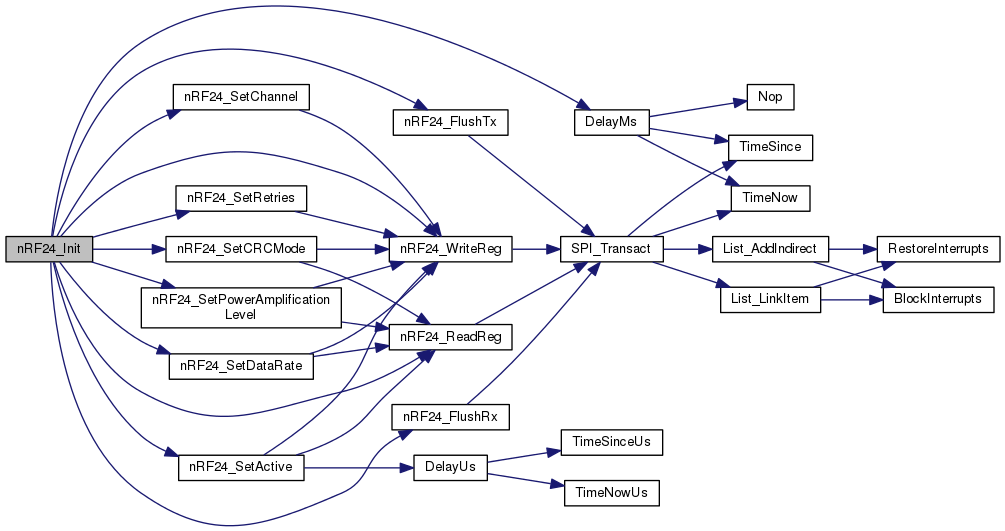 nRF24_Init
nRF24_SetChannel
nRF24_SetRetries
nRF24_SetCRCMode
nRF24_SetPowerAmplification
Level
nRF24_SetDataRate
nRF24_SetActive
nRF24_FlushTx
nRF24_WriteReg
nRF24_ReadReg
nRF24_FlushRx
DelayUs
DelayMs
SPI_Transact
TimeSinceUs
TimeNowUs
Nop
TimeSince
TimeNow
List_AddIndirect
List_LinkItem
RestoreInterrupts
BlockInterrupts